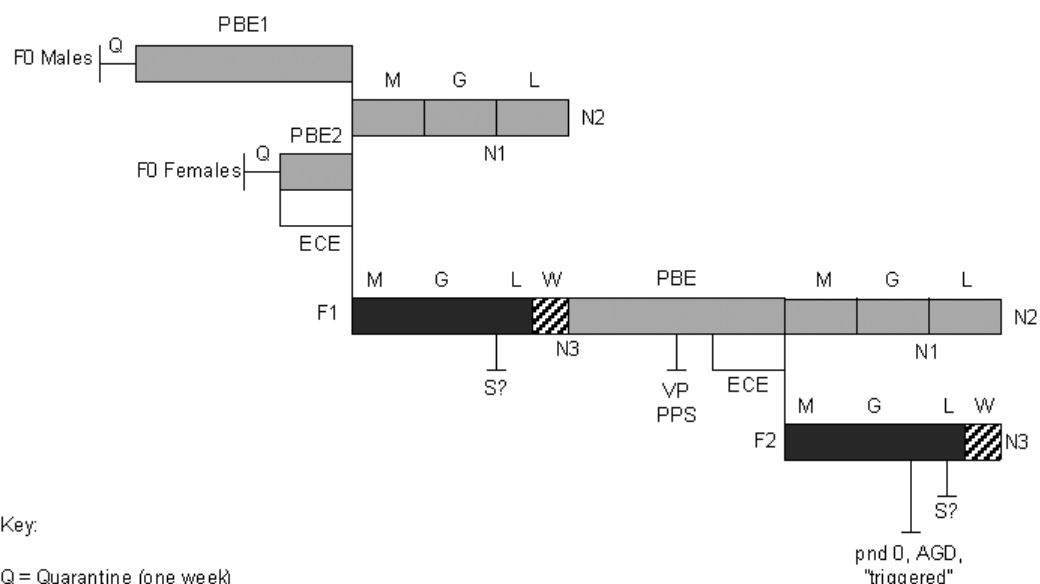 PBE1
F0 Males
Q
M G L
N2
PBE2
N1
Q
F0 Females
ECE
M G L W
PBE
M G L
F1
N2
N3
N1
S?
VP
PPS
ECE
M G L W
F2
N3
S?
Key:
pnd 0, AGD,
"triggered"
Q = Quarantine (one week)